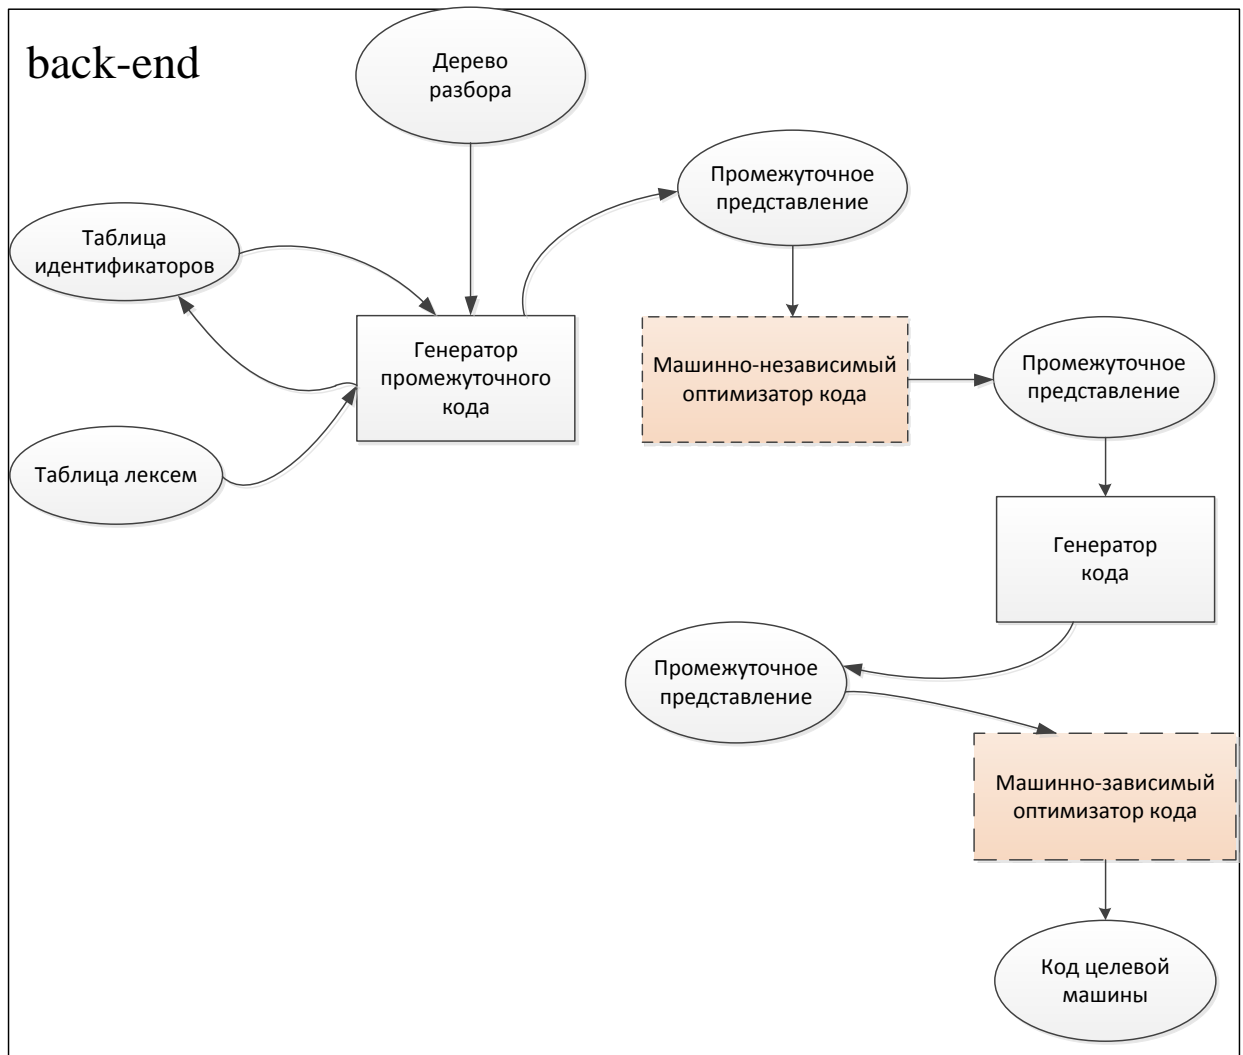 back-end
Дерево
разбора
Промежуточное
представление
Таблица
идентификаторов
Генератор
промежуточного
кода
Машинно-независимый
оптимизатор кода
Промежуточное
представление
Таблица лексем
Генератор
кода
Промежуточное
представление
Машинно-зависимый
оптимизатор кода
Код целевой
машины